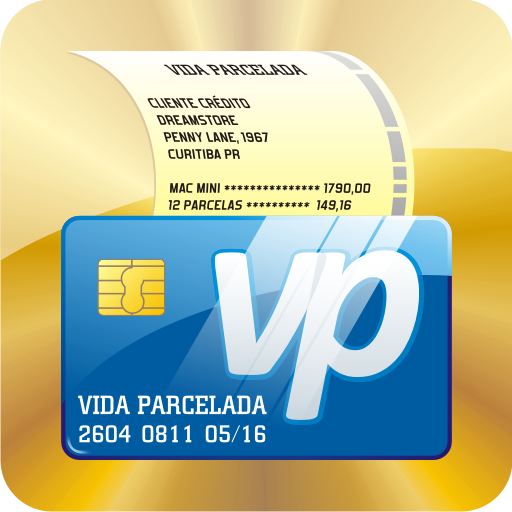 VIDA PARCELADA
CLIENTE CRÉDITO
DREAMSTORE
PENNY LANE, 1967
CURITIBA PR
MAC MINI *************** 1790,00
12 PARCELAS ********** 149,16
vp
VIDA PARCELADA
2604 0811 05/16